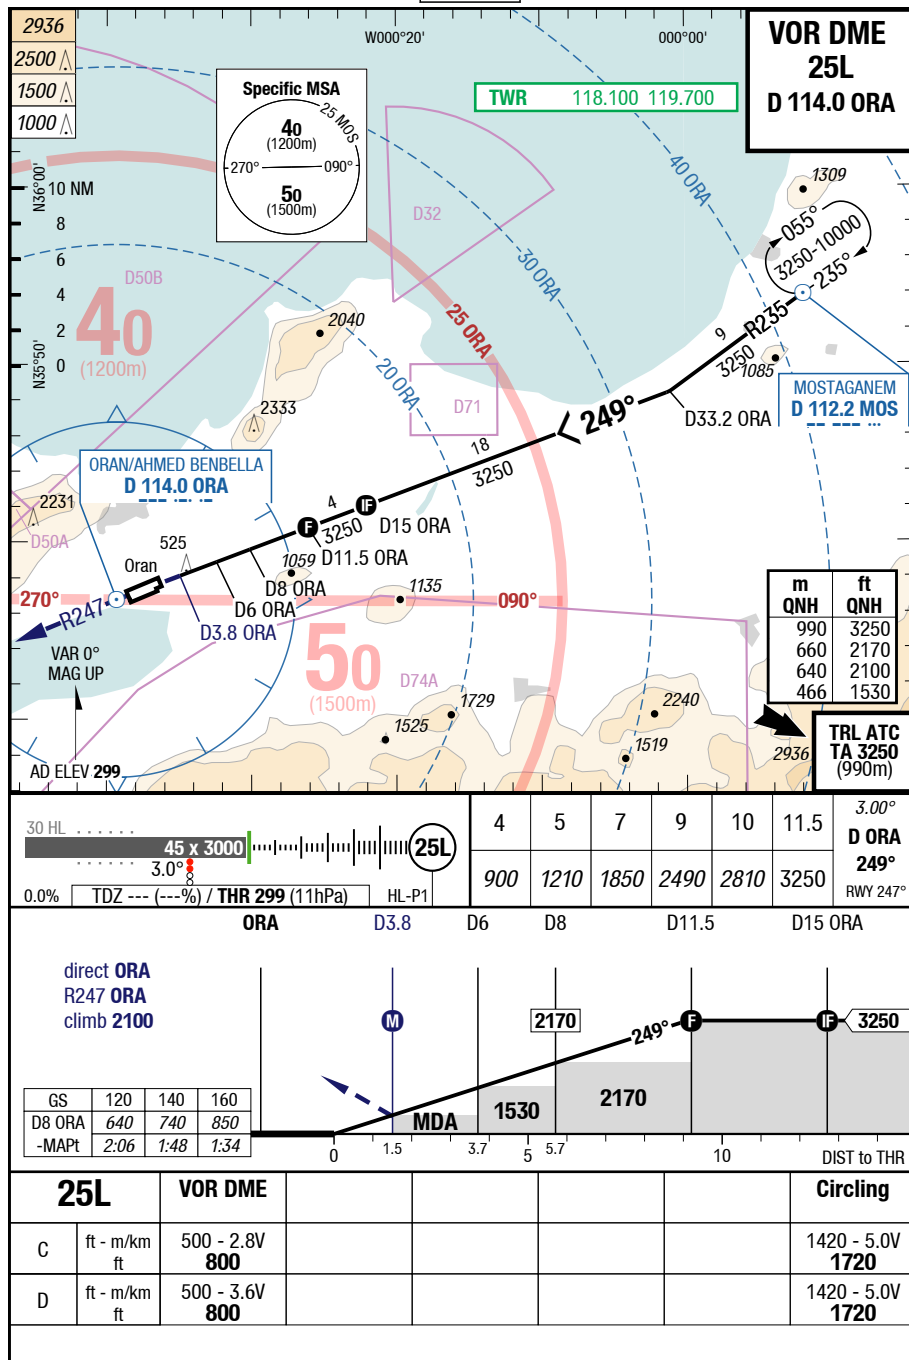 2936
2500
1500
1000
W000°20'
000°00'
VOR DME
25L
D 114.0 ORA
TWR 118.100 119.700
Specific MSA
25 MOS
40
(1200m)
270° 090°
50
(1500m)
N36°00'
10 NM
8
6
4
2
0
N35°50'
D50B
D32
40 ORA
30 ORA
25 ORA
20 ORA
1309
055°
3250-10000
235°
R235
9
3250
1085
MOSTAGANEM
D 112.2 MOS
40
(1200m)
2040
2333
D71
249°
D33.2 ORA
18
3250
ORAN/AHMED BENBELLA
D 114.0 ORA
2231
D50A
4
3250
F
IF
D15 ORA
D11.5 ORA
525
1059
Oran
D8 ORA
D6 ORA
D3.8 ORA
1135
270°
090°
R247
VAR 0°
MAG UP
50
(1500m)
D74A
1729
1525
2240
1519
2936
AD ELEV 299
m ft
QNH QNH
990 3250
660 2170
640 2100
466 1530
TRL ATC
TA 3250
(990m)
30 HL
45 x 3000
25L
3.0°
0.0% TDZ --- (---%) / THR 299 (11hPa) HL-P1
4 5 7 9 10 11.5
900 1210 1850 2490 2810 3250
3.00°
D ORA
249°
RWY 247°
ORA D3.8 D6 D8 D11.5 D15 ORA
direct ORA
R247 ORA
climb 2100
M
2170
249°
F
IF
3250
MDA
1530
2170
GS 120 140 160
D8 ORA 640 740 850
-MAPt 2:06 1:48 1:34
0 1.5 3.7 5 5.7 10 DIST to THR
25L VOR DME Circling
C ft - m/km 500 - 2.8V 1420 - 5.0V
ft 800 1720
D ft - m/km 500 - 3.6V 1420 - 5.0V
ft 800 1720